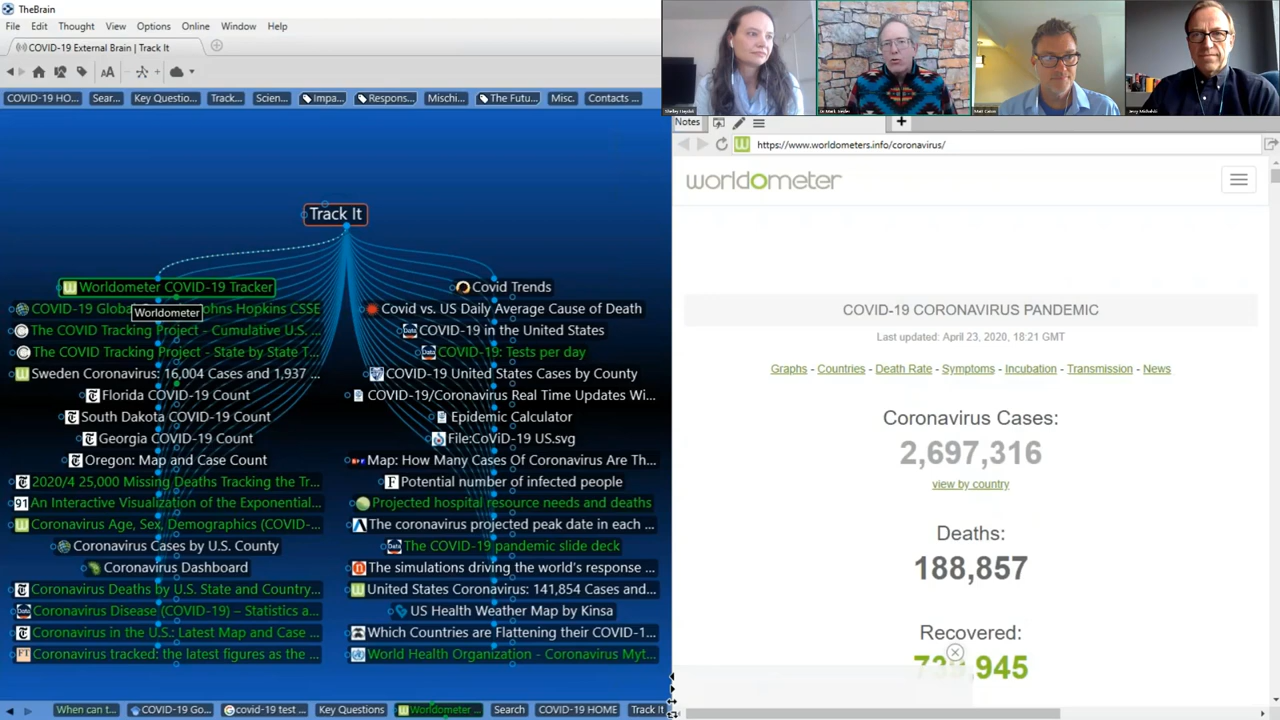 TheBrain
File Edit Thought View Options Online Window Help
COVID-19 External Brain | Track It
COVID-19 HO... Sear... Key Questio... Track... Scien... Impa... Respons... Mischi... The Futu... Misc. Contacts ...
Track It
Worldometer COVID-19 Tracker
Worldometer
The COVID Tracking Project - Cumulative U.S. ...
The COVID Tracking Project - State by State T...
Sweden Coronavirus: 16,004 Cases and 1,937 ...
Florida COVID-19 Count
South Dakota COVID-19 Count
Georgia COVID-19 Count
Oregon: Map and Case Count
2020/4 25,000 Missing Deaths Tracking the Tr...
An Interactive Visualization of the Exponential...
Coronavirus Age, Sex, Demographics (COVID-...
Coronavirus Cases by U.S. County
Coronavirus Dashboard
Coronavirus Deaths by U.S. State and Country...
Coronavirus Disease (COVID-19) – Statistics a...
Coronavirus in the U.S.: Latest Map and Case ...
Coronavirus tracked: the latest figures as the ...
Covid Trends
Covid vs. US Daily Average Cause of Death
COVID-19 in the United States
COVID-19: Tests per day
COVID-19 United States Cases by County
COVID-19/Coronavirus Real Time Updates Wi...
Epidemic Calculator
File:CoViD-19 US.svg
Map: How Many Cases Of Coronavirus Are Th...
Potential number of infected people
Projected hospital resource needs and deaths
The coronavirus projected peak date in each ...
The COVID-19 pandemic slide deck
The simulations driving the world's response ...
United States Coronavirus: 141,854 Cases and...
US Health Weather Map by Kinsa
Which Countries are Flattening their COVID-1...
World Health Organization - Coronavirus Myt...
When can t... COVID-19 Go... covid-19 test ... Key Questions Worldometer ... Search COVID-19 HOME Track It
Notes
https://www.worldometers.info/coronavirus/
worldometer
COVID-19 CORONAVIRUS PANDEMIC
Last updated: April 23, 2020, 18:21 GMT
Graphs - Countries - Death Rate - Symptoms - Incubation - Transmission - News
Coronavirus Cases:
2,697,316
view by country
Deaths:
188,857
Recovered: